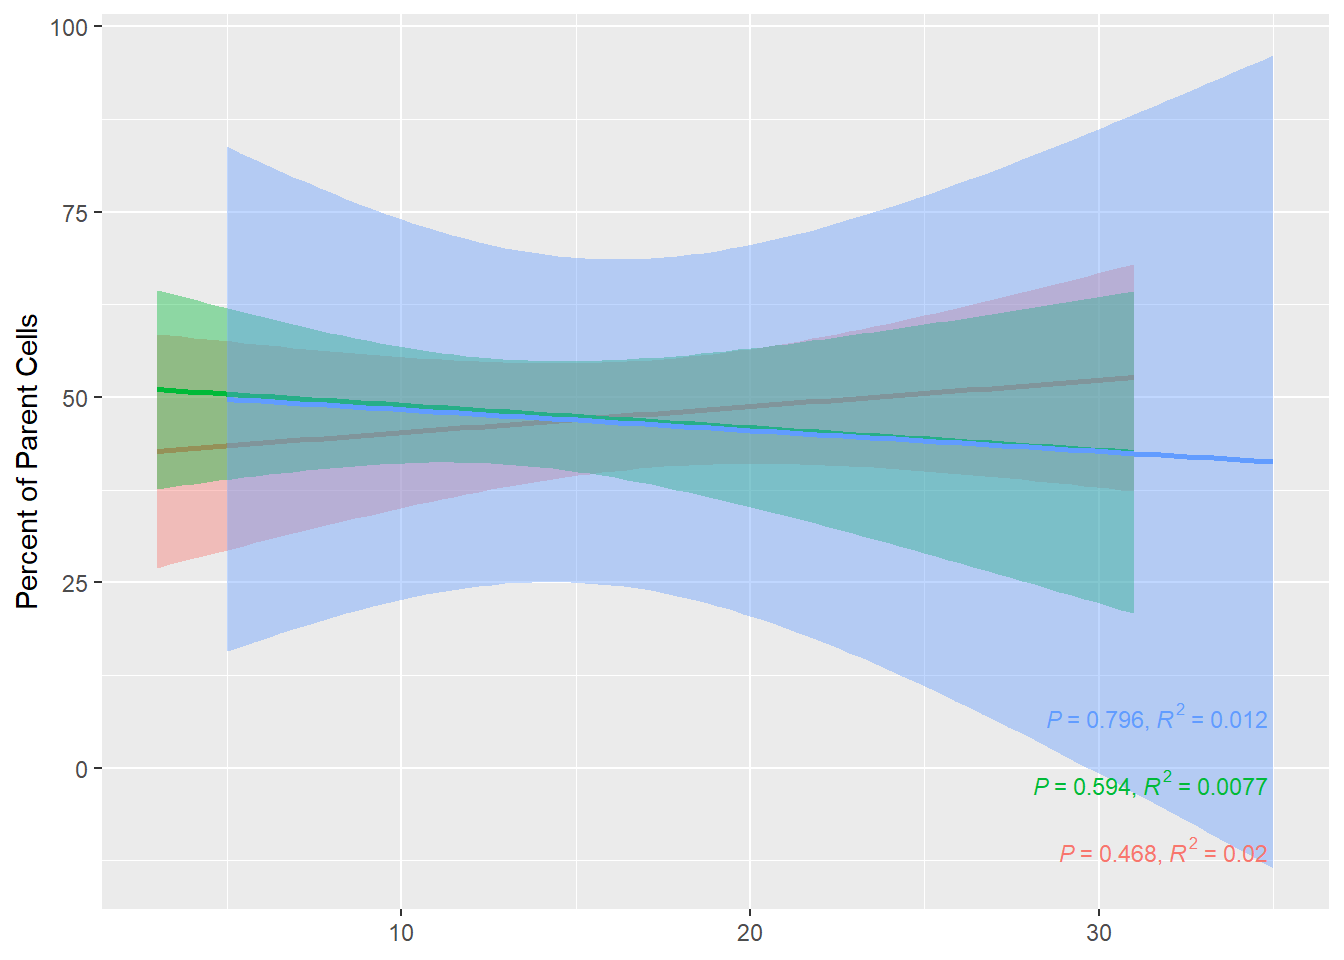 100
75
50
25
0
Percent of Parent Cells
P = 0.796, R² = 0.012
P = 0.594, R² = 0.0077
P = 0.468, R² = 0.02
10 20 30